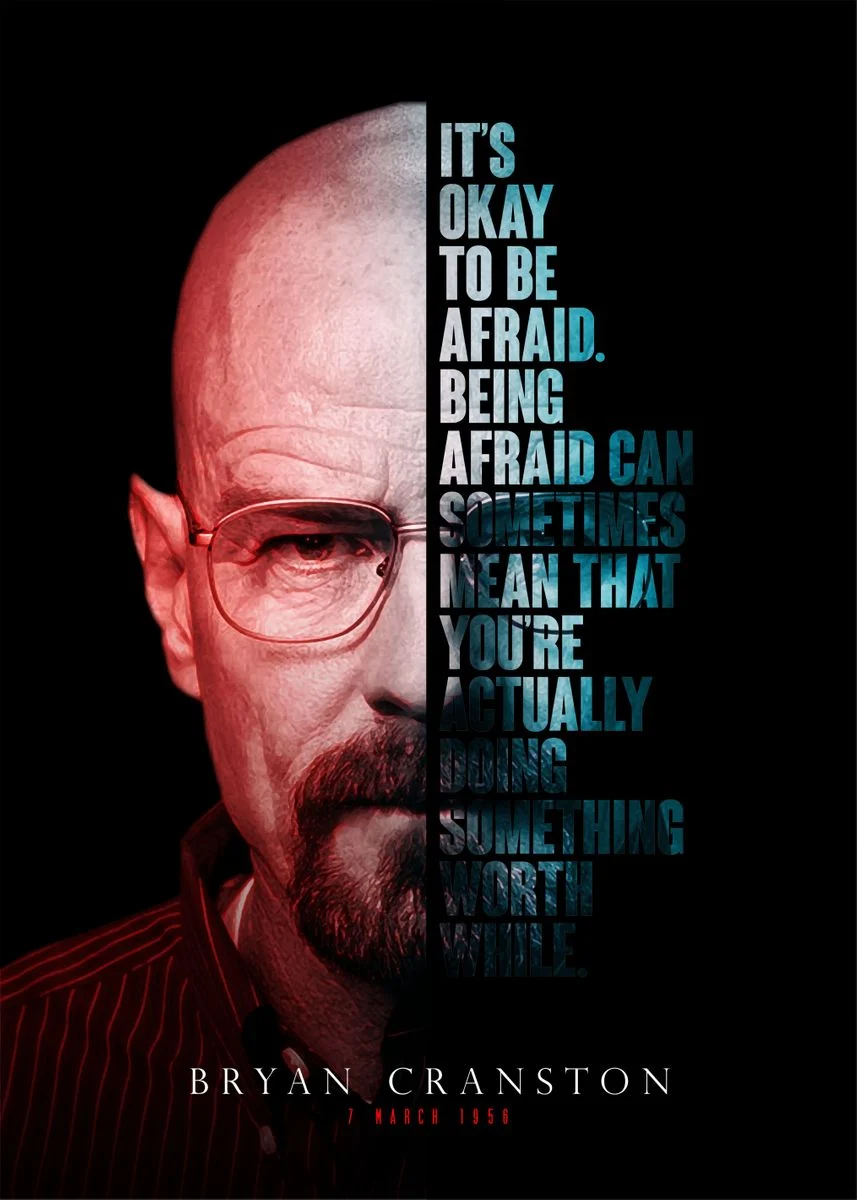 IT'S
OKAY
TO BE
AFRAID.
BEING
AFRAID CAN
SOMETIMES
MEAN THAT
YOU'RE
ACTUALLY
DOING
SOMETHING
WORTH
WHILE.
BRYAN CRANSTON
7 MARCH 1956